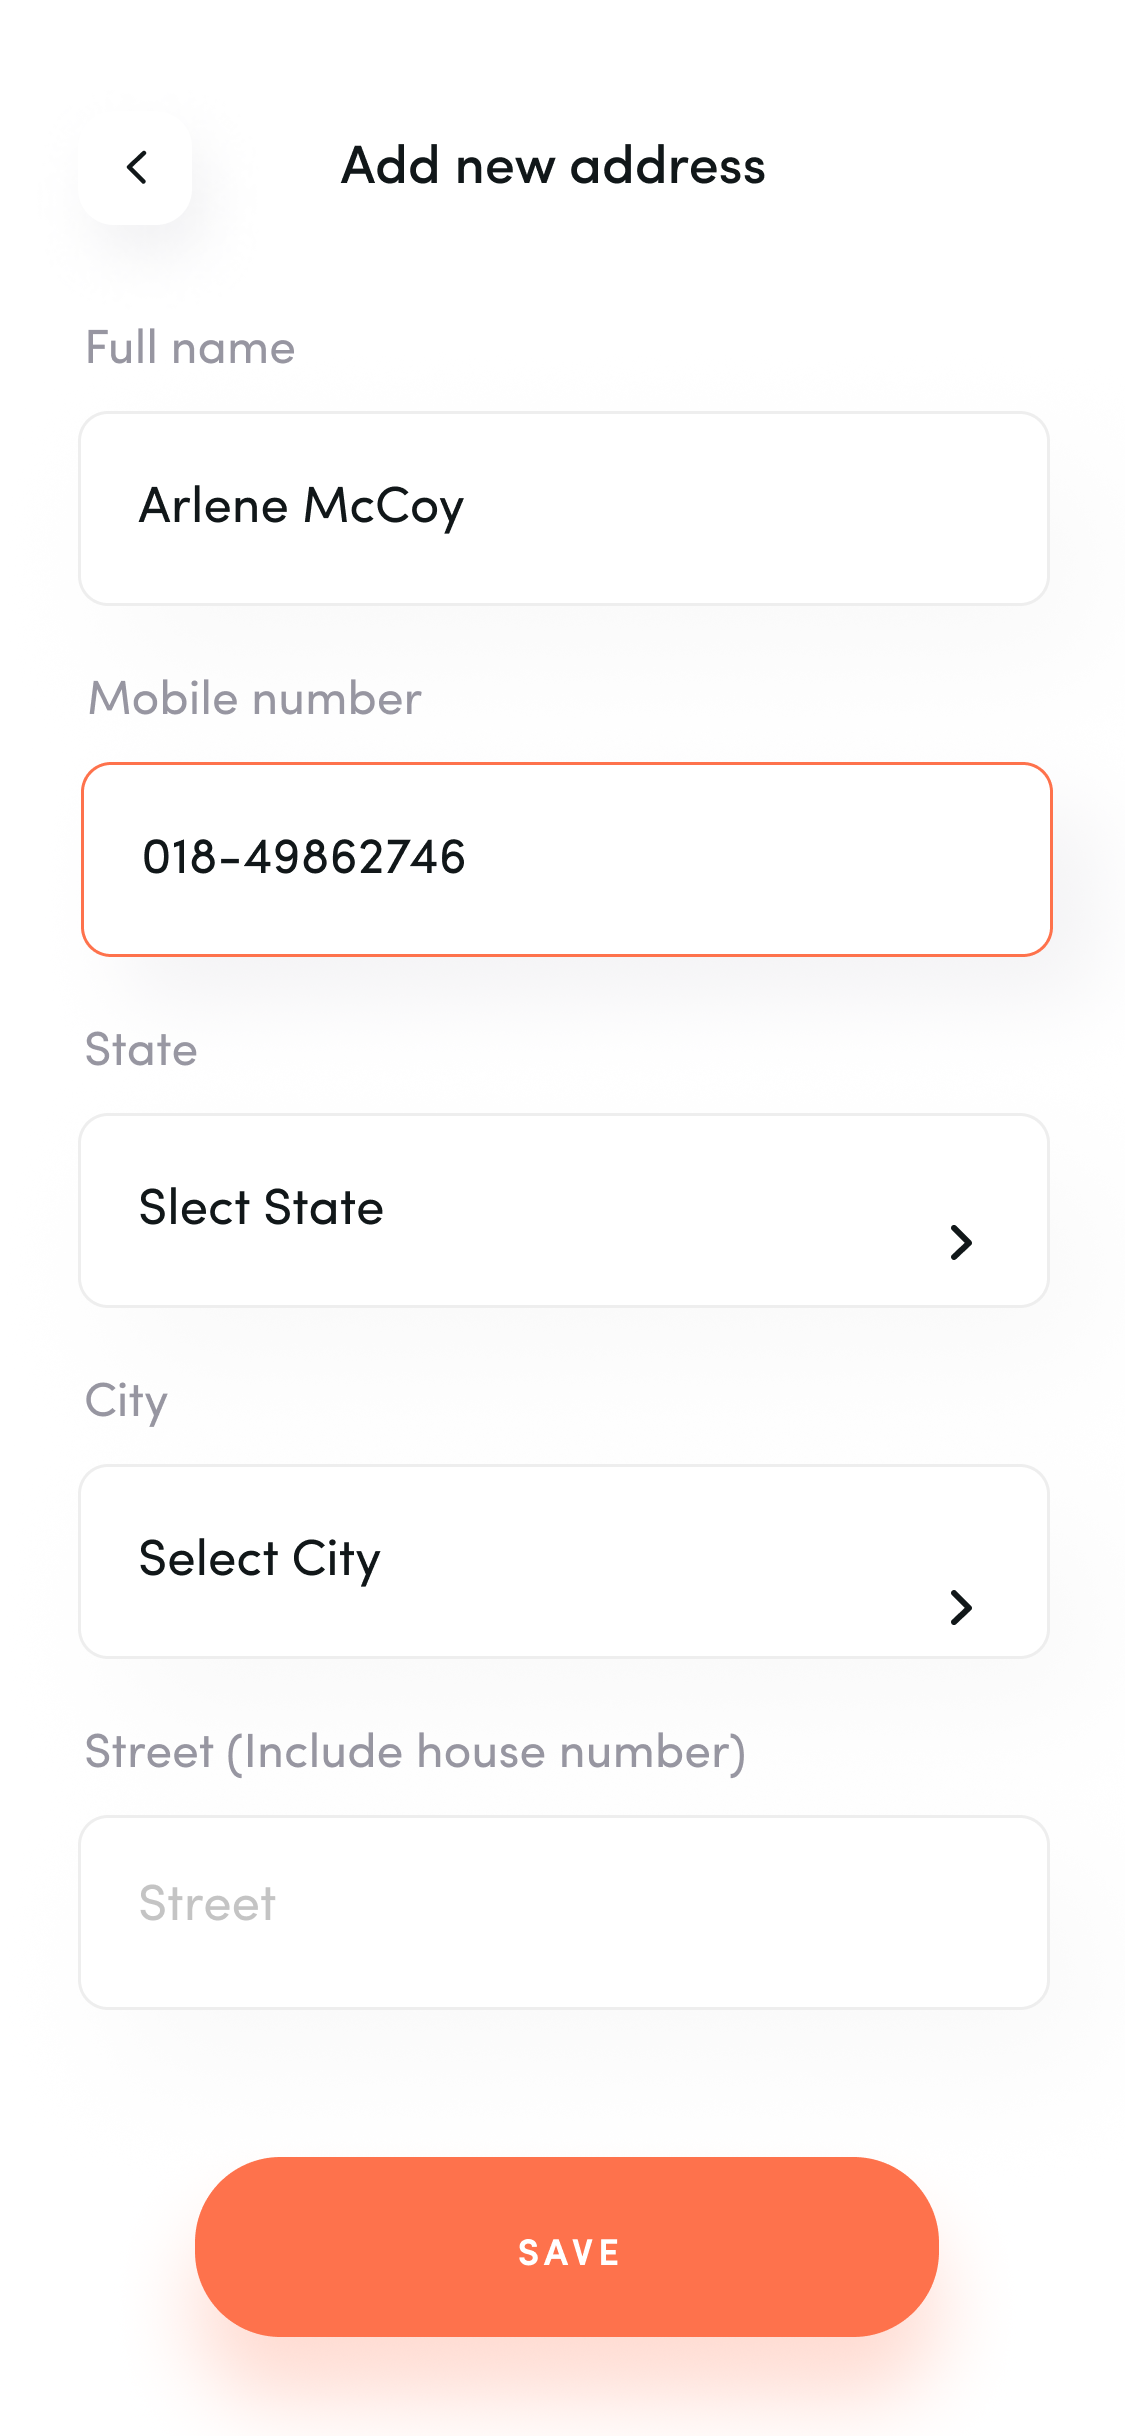 Add new address
Full name
Arlene McCoy
Mobile number
018-49862746
State
Slect State
City
Select City
Street (Include house number)
Street
SAVE